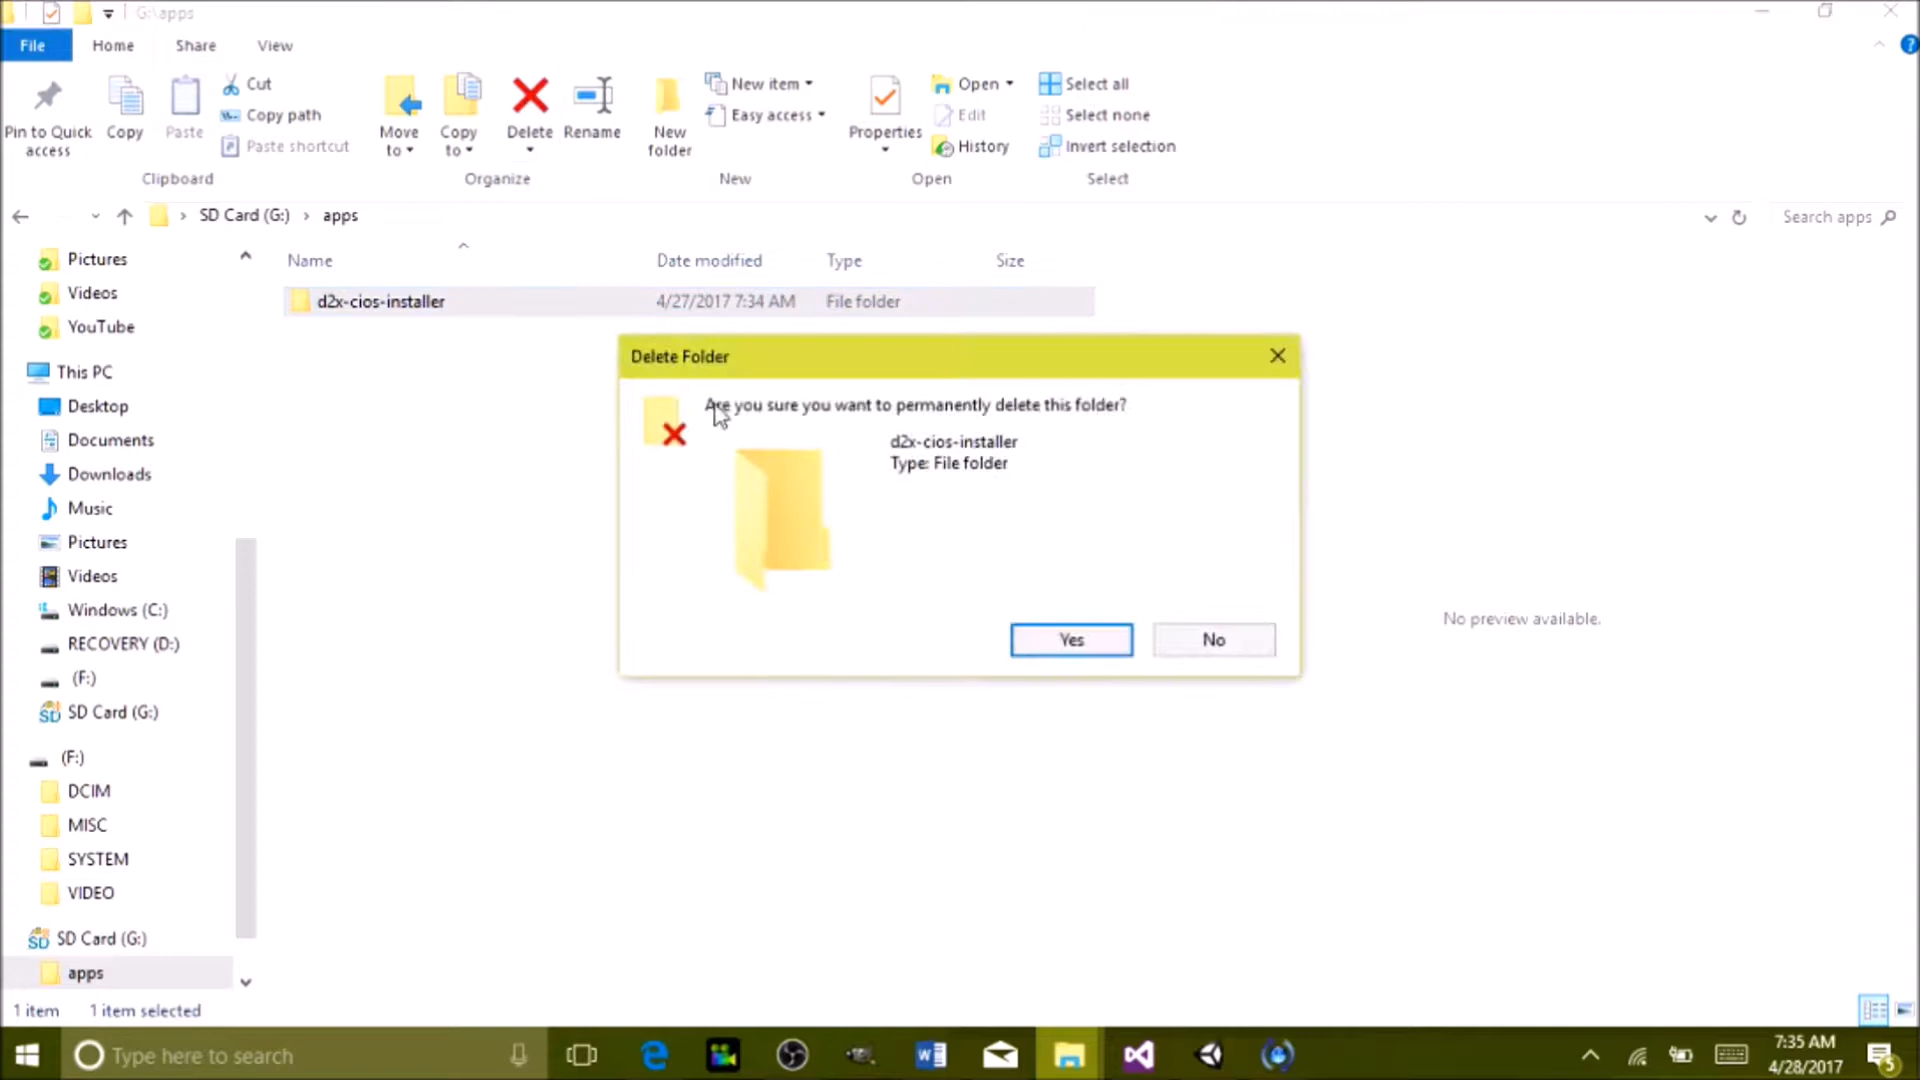 G:\apps
File Home Share View
?
Pin to Quick access
Copy
Paste
Cut
Copy path
Paste shortcut
Clipboard
Move to
Copy to
Delete
Rename
Organize
New folder
New item
Easy access
New
Properties
Open
Edit
History
Open
Select all
Select none
Invert selection
Select
SD Card (G:) apps
Search apps
Pictures
Videos
YouTube
This PC
Desktop
Documents
Downloads
Music
Pictures
Videos
Windows (C:)
RECOVERY (D:)
(F:)
SD SD Card (G:)
(F:)
DCIM
MISC
SYSTEM
VIDEO
SD SD Card (G:)
apps
Name Date modified Type Size
d2x-cios-installer 4/27/2017 7:34 AM File folder
Delete Folder
Are you sure you want to permanently delete this folder?
d2x-cios-installer
Type: File folder
Yes No
No preview available.
1 item 1 item selected
Type here to search
7:35 AM
4/28/2017
5